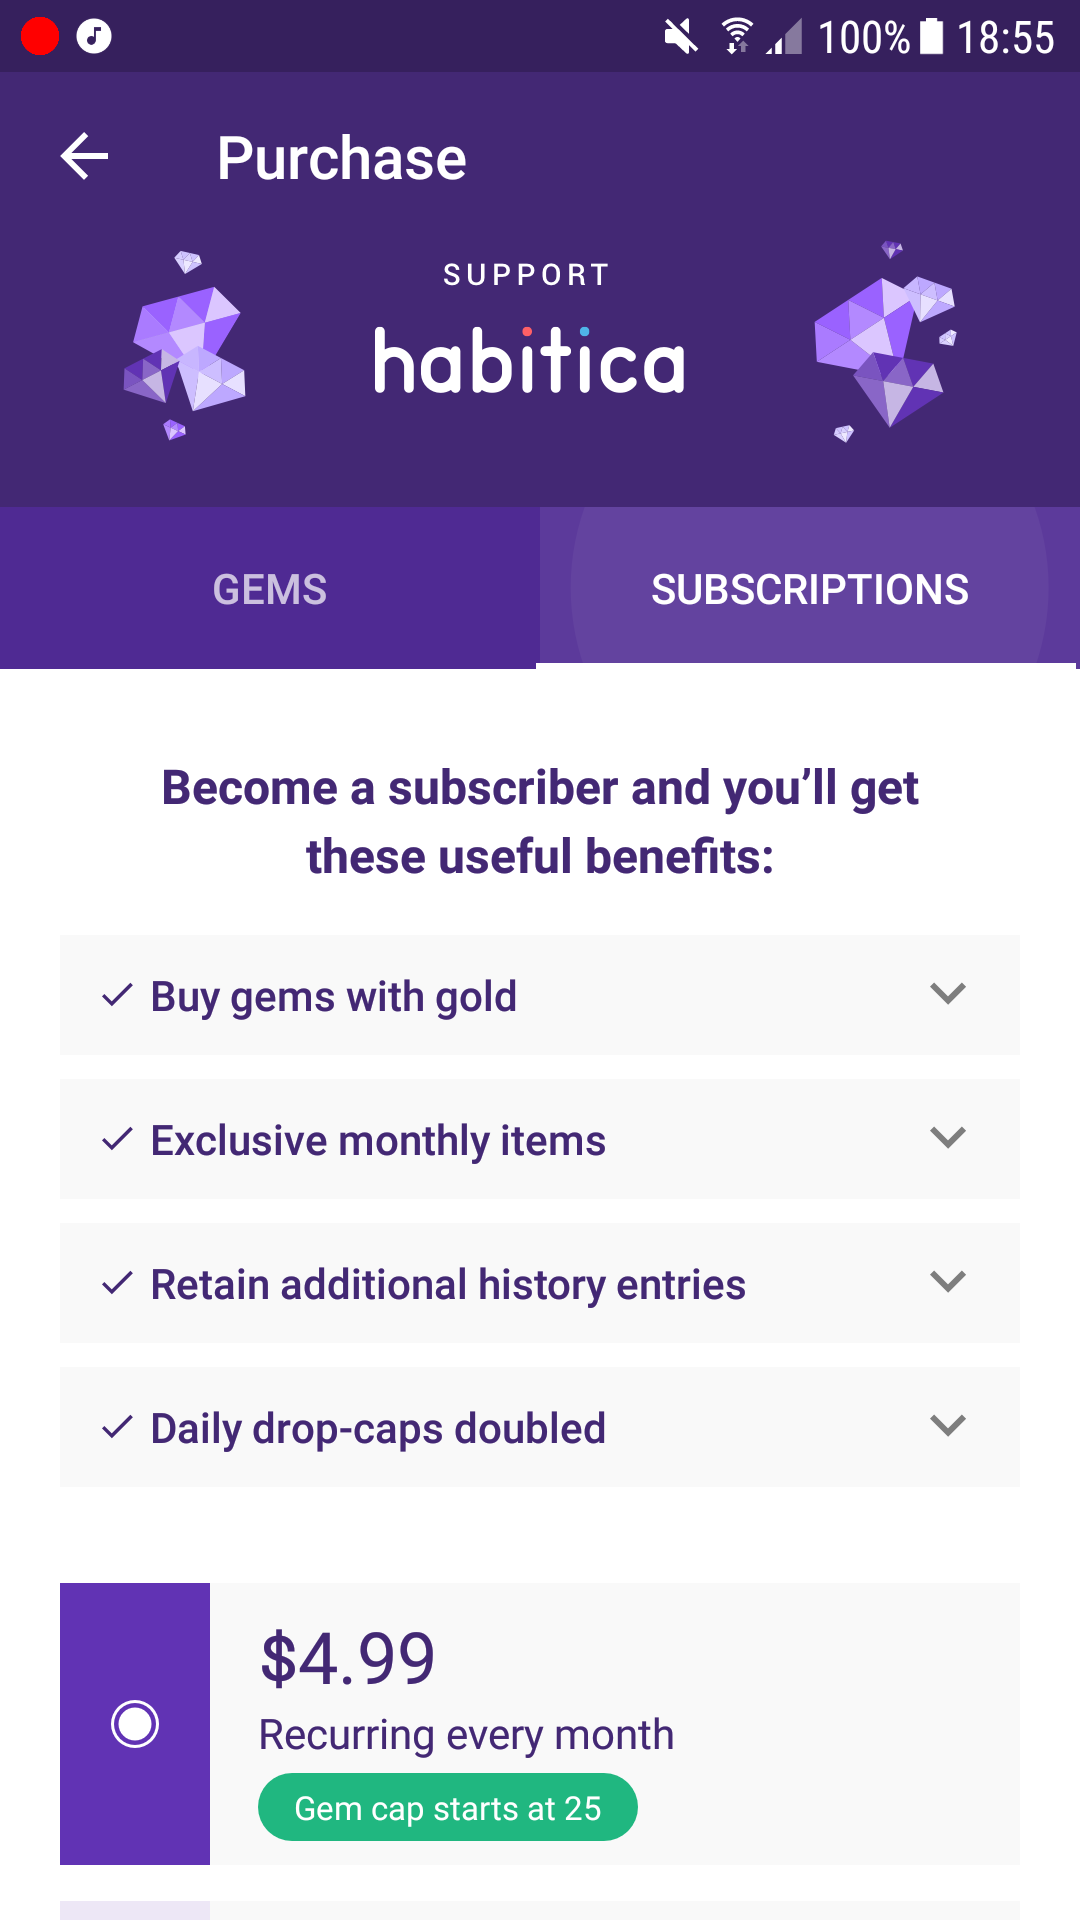 100% 18:55
Purchase
SUPPORT
habitica
GEMS
SUBSCRIPTIONS
Become a subscriber and you’ll get
these useful benefits:
Buy gems with gold
Exclusive monthly items
Retain additional history entries
Daily drop-caps doubled
$4.99
Recurring every month
Gem cap starts at 25